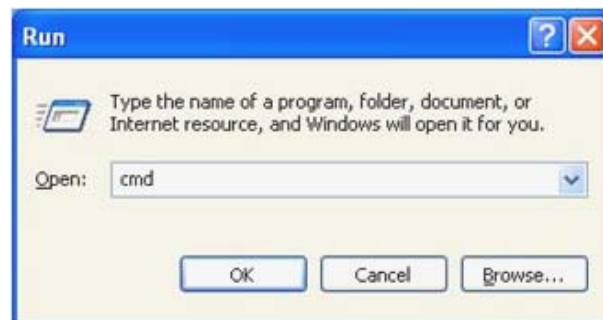 Run
Type the name of a program, folder, document, or
Internet resource, and Windows will open it for you.
Open: cmd
OK Cancel Browse...